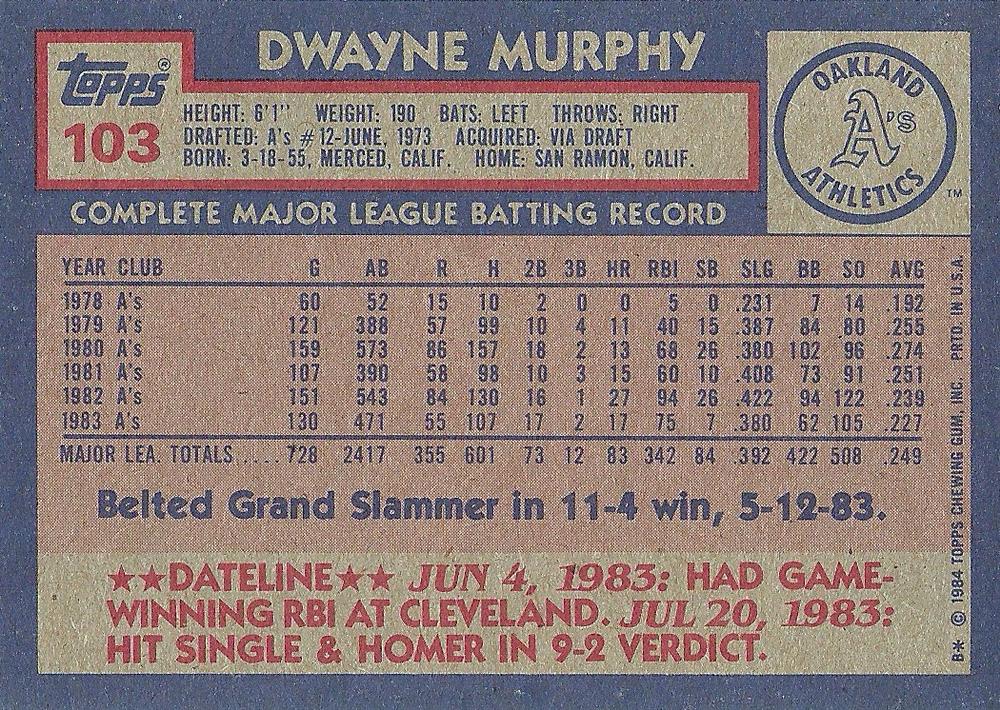 DWAYNE MURPHY
Topps®
103
HEIGHT: 6'1" WEIGHT: 190 BATS: LEFT THROWS: RIGHT
DRAFTED: A's #12-JUNE, 1973 ACQUIRED: VIA DRAFT
BORN: 3-18-55, MERCED, CALIF. HOME: SAN RAMON, CALIF.
OAKLAND
A's
ATHLETICS
TM
COMPLETE MAJOR LEAGUE BATTING RECORD
YEAR CLUB G AB R H 2B 3B HR RBI SB SLG BB SO AVG
1978 A's 60 52 15 10 2 0 0 5 0 .231 7 14 .192
1979 A's 121 388 57 99 10 4 11 40 15 .387 84 80 .255
1980 A's 159 573 86 157 18 2 13 68 26 .380 102 96 .274
1981 A's 107 390 58 98 10 3 15 60 10 .408 73 91 .251
1982 A's 151 543 84 130 16 1 27 94 26 .422 94 122 .239
1983 A's 130 471 55 107 17 2 17 75 7 .380 62 105 .227
MAJOR LEA. TOTALS..... 728 2417 355 601 73 12 83 342 84 .392 422 508 .249
Belted Grand Slammer in 11-4 win, 5-12-83.
★★DATELINE★★ JUN 4, 1983: HAD GAME-
WINNING RBI AT CLEVELAND. JUL 20, 1983:
HIT SINGLE & HOMER IN 9-2 VERDICT.
B* © 1984 TOPPS CHEWING GUM, INC. PRTD. IN U.S.A.